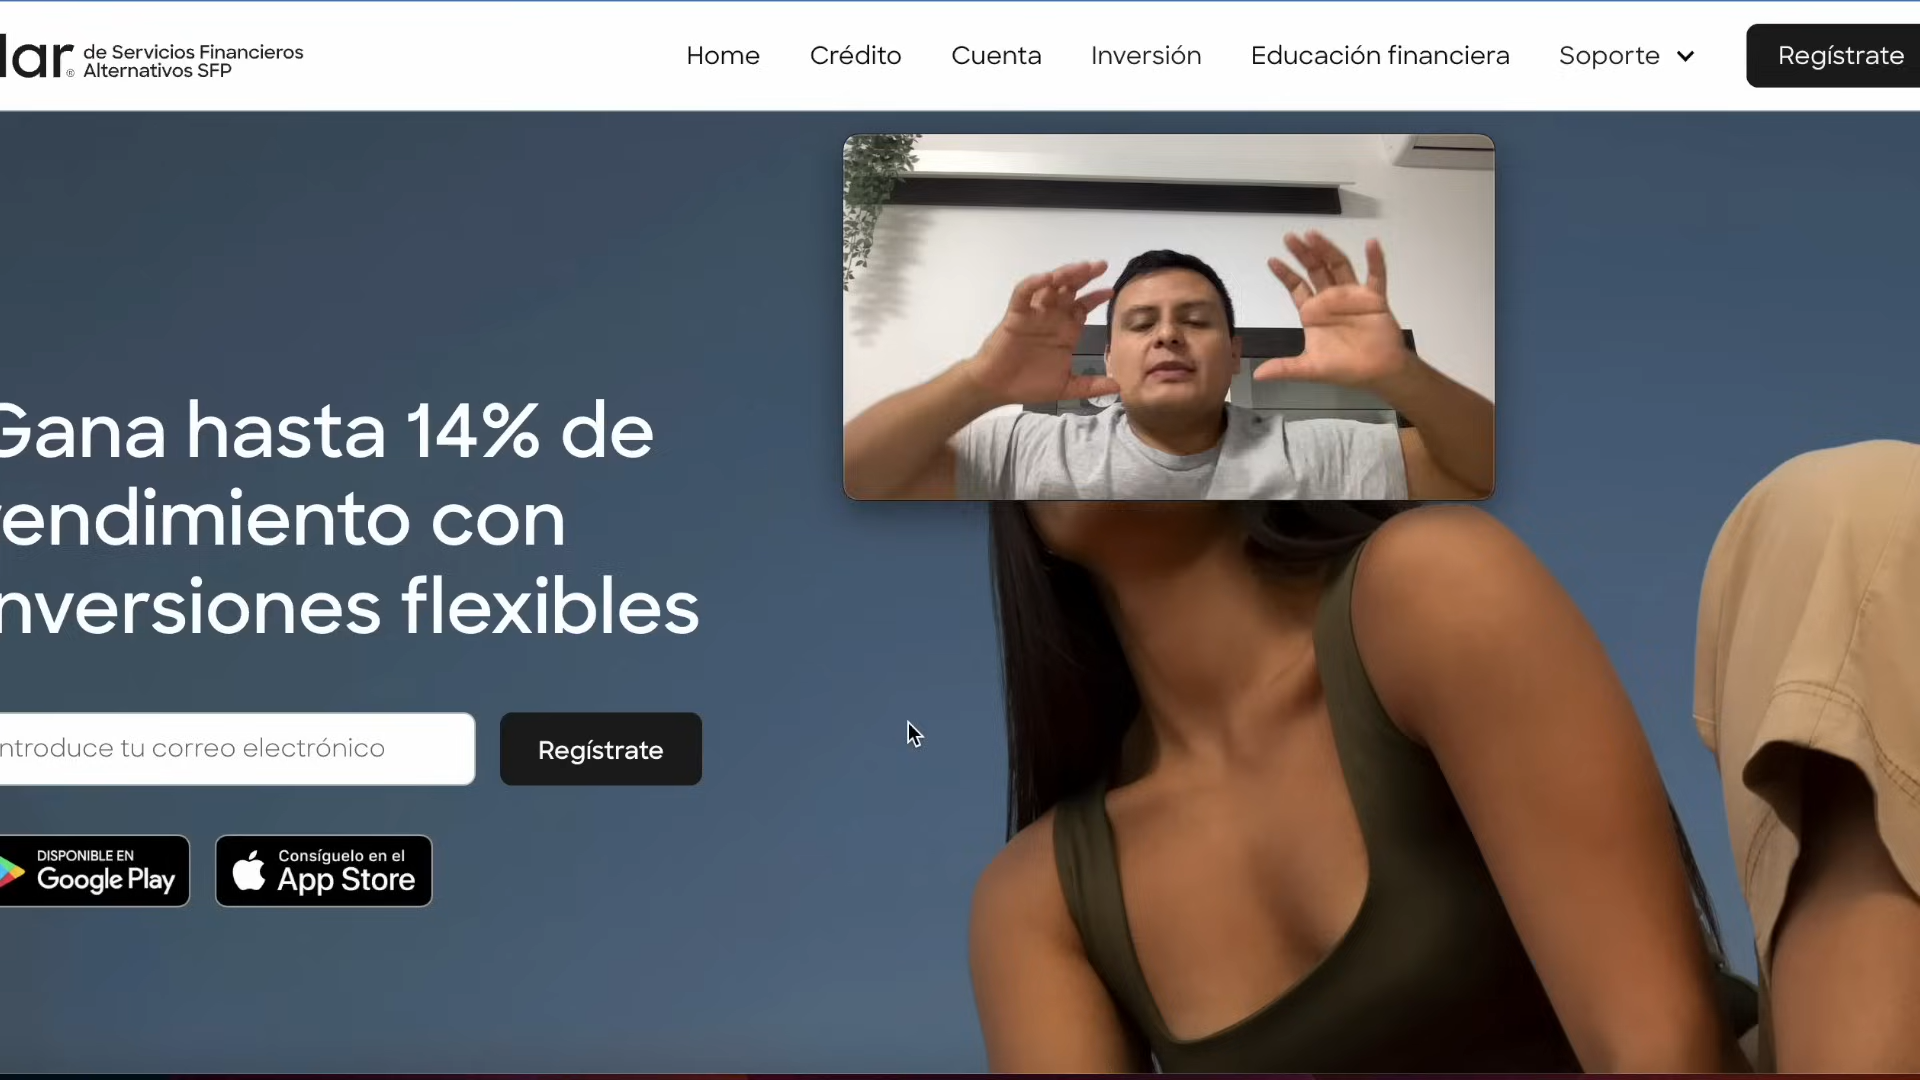 lar® de Servicios Financieros
Alternativos SFP
Home Crédito Cuenta Inversión Educación financiera Soporte Regístrate
Gana hasta 14% de
rendimiento con
nversiones flexibles
ntroduce tu correo electrónico Regístrate
DISPONIBLE EN
Google Play
Consíguelo en el
App Store